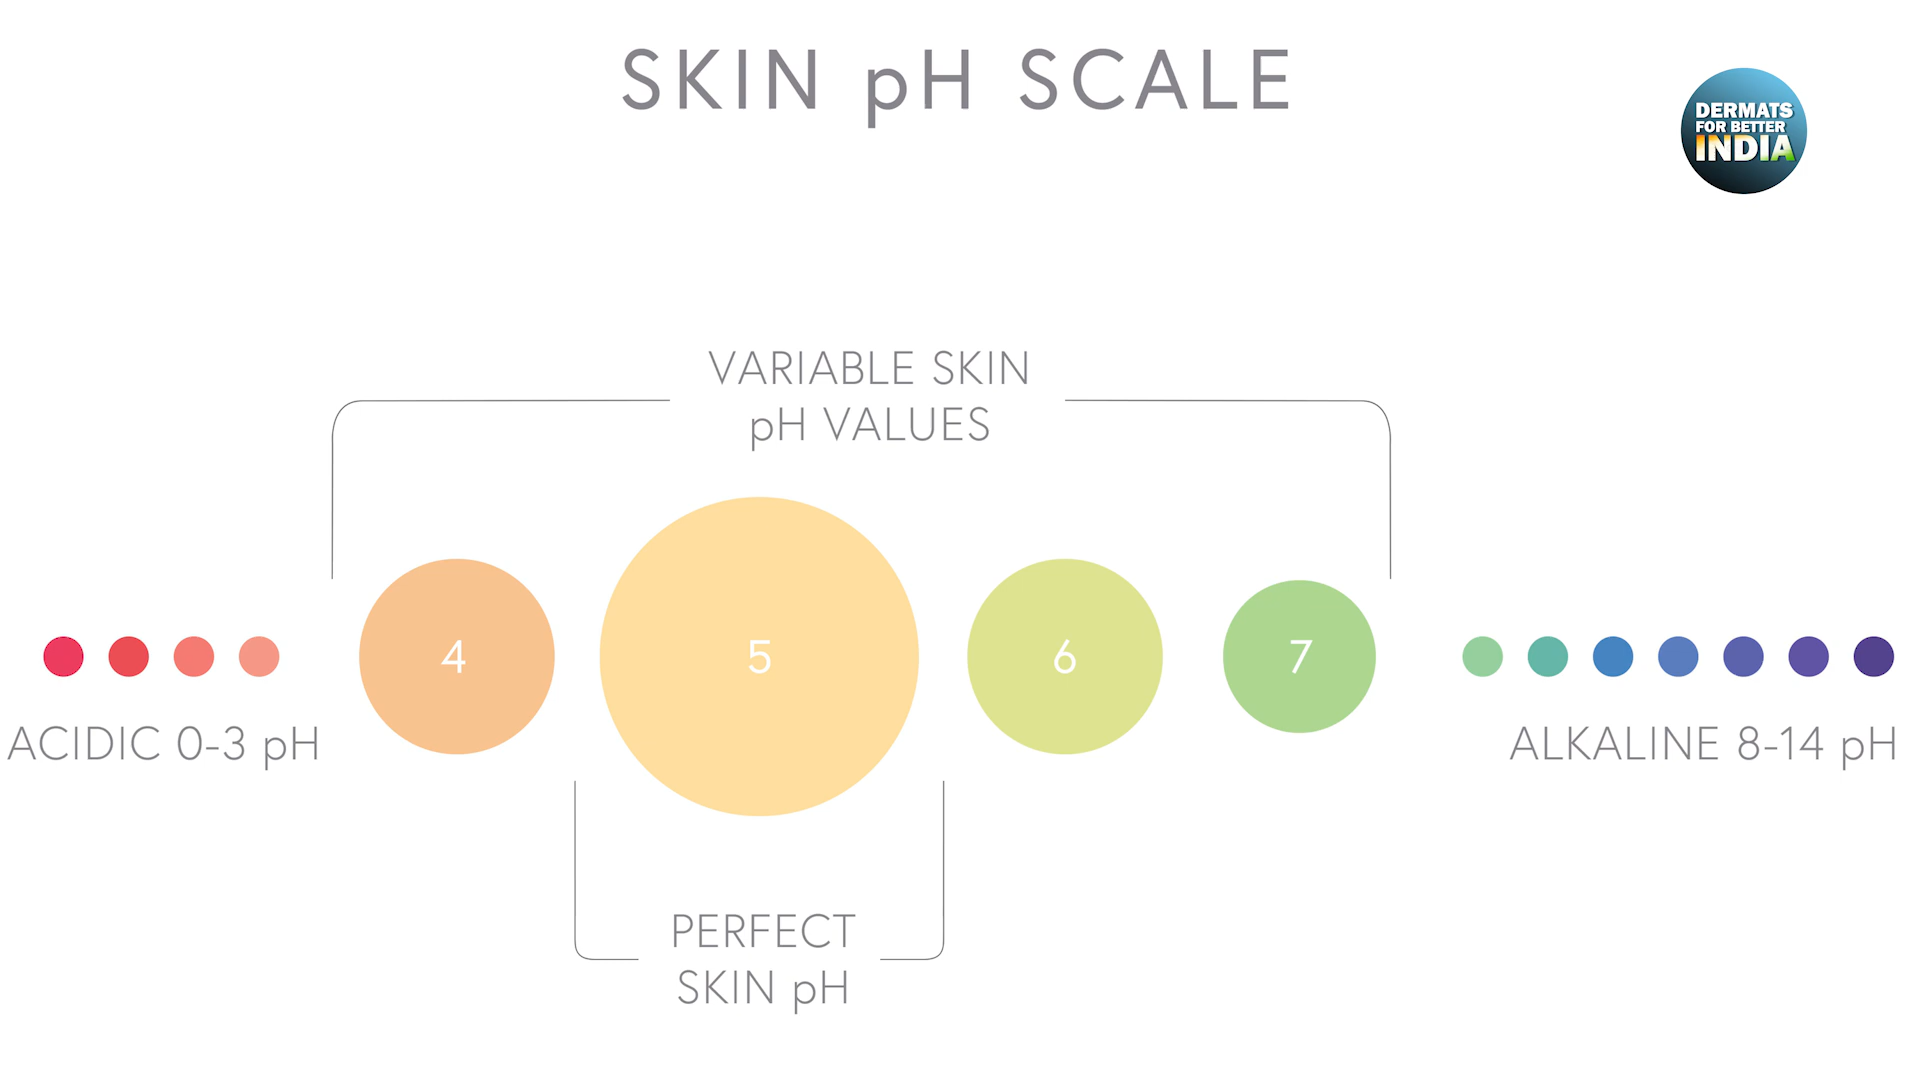 SKIN pH SCALE
DERMATS
FOR BETTER
INDIA
VARIABLE SKIN
pH VALUES
4
5
6
7
ACIDIC 0-3 pH
ALKALINE 8-14 pH
PERFECT
SKIN pH